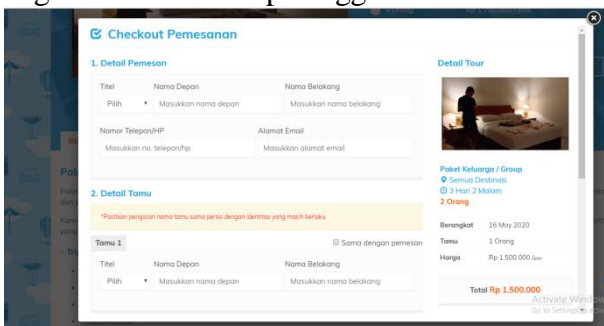 Checkout Pemesanan
1. Detail Pemesan
Titel Nama Depan Nama Belakang
Pilih Masukkan nama depan Masukkan nama belakang
Nomor Telepon/HP Alamat Email
Masukkan no. telepon/hp Masukkan alamat email
2. Detail Tamu
*Pastikan pengisian nama tamu sama persis dengan identitas yang masih berlaku.
Tamu 1 Sama dengan pemesan
Titel Nama Depan Nama Belakang
Pilih Masukkan nama depan Masukkan nama belakang
Detail Tour
Paket Keluarga / Group
Semua Destinasi
3 Hari 2 Malam
2 Orang
Berangkat 16 May 2020
Tamu 1 Orang
Harga Rp 1.500.000 /pax
Total Rp 1.500.000
Activate Windows